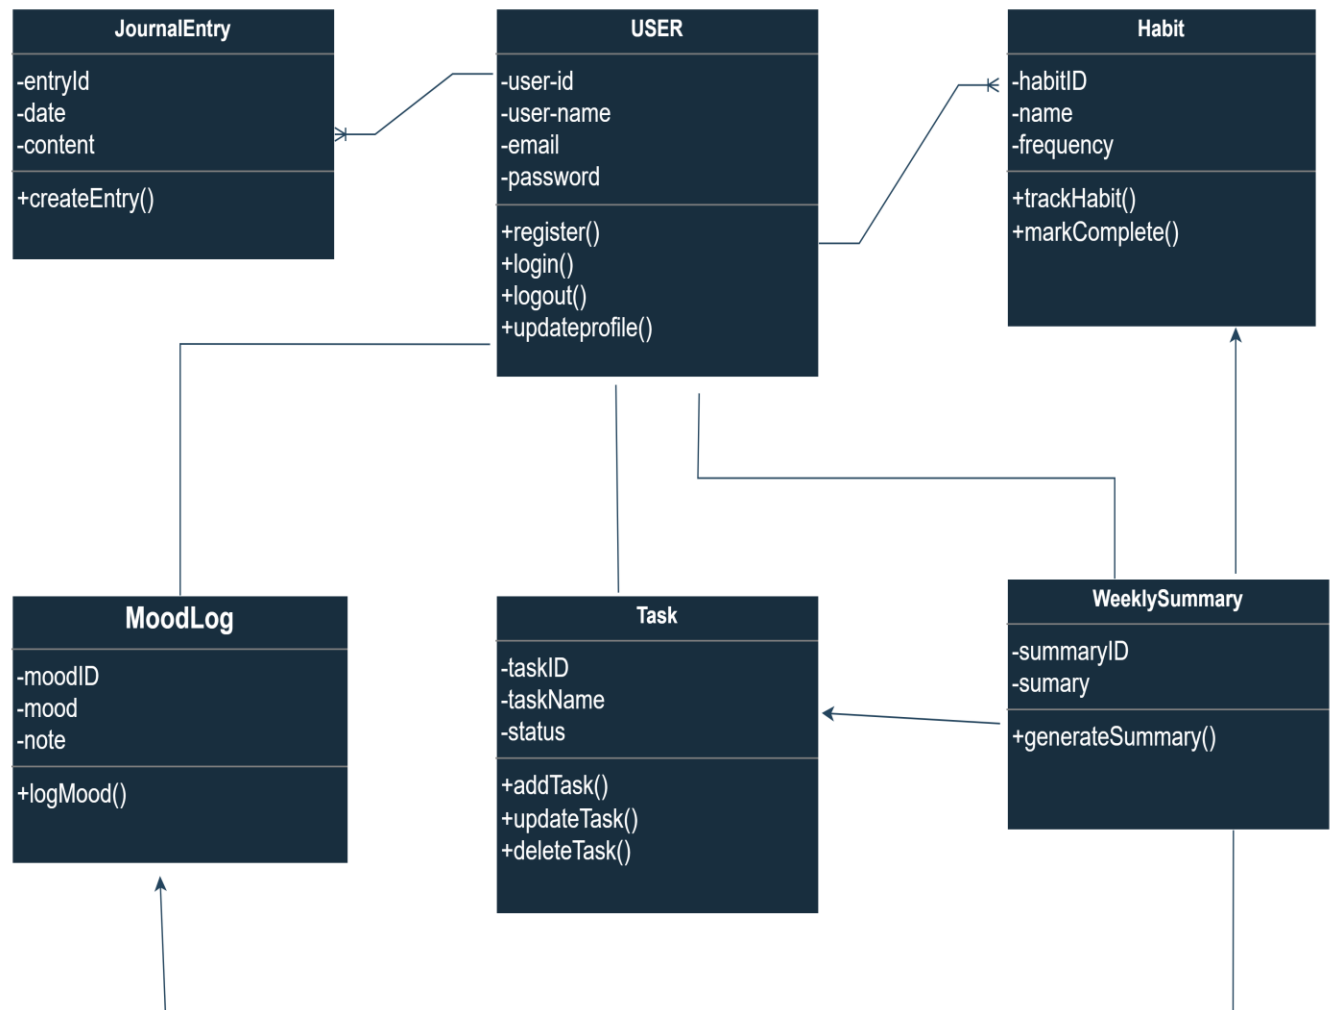 JournalEntry
-entryId
-date
-content
+createEntry()
USER
-user-id
-user-name
-email
-password
+register()
+login()
+logout()
+updateprofile()
Habit
-habitID
-name
-frequency
+trackHabit()
+markComplete()
MoodLog
-moodID
-mood
-note
+logMood()
Task
-taskID
-taskName
-status
+addTask()
+updateTask()
+deleteTask()
WeeklySummary
-summaryID
-sumary
+generateSummary()